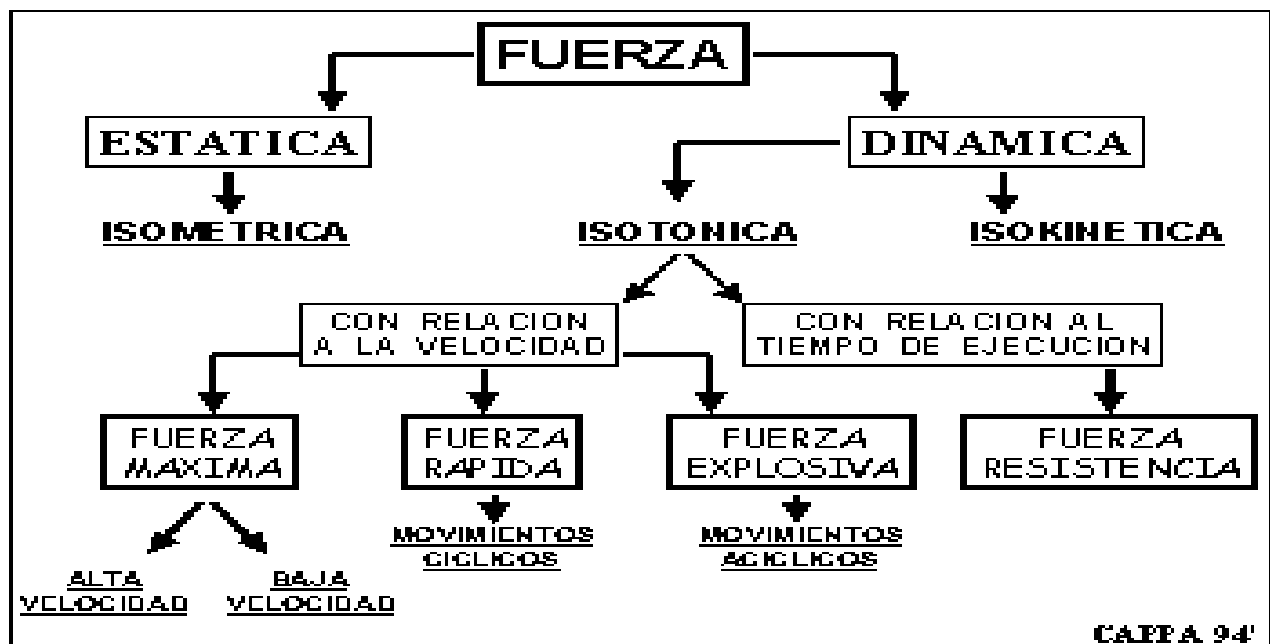 FUERZA
ESTATICA
DINAMICA
ISOMETRICA
ISOTONICA
ISOKINETICA
CON RELACION
A LA VELOCIDAD
CON RELACION AL
TIEMPO DE EJECUCION
FUERZA
MAXIMA
FUERZA
RAPIDA
FUERZA
EXPLOSIVA
FUERZA
RESISTENCIA
MOVIMIENTOS
CICLICOS
MOVIMIENTOS
ACICLICOS
ALTA
VELOCIDAD
BAJA
VELOCIDAD
CAPPA 94'